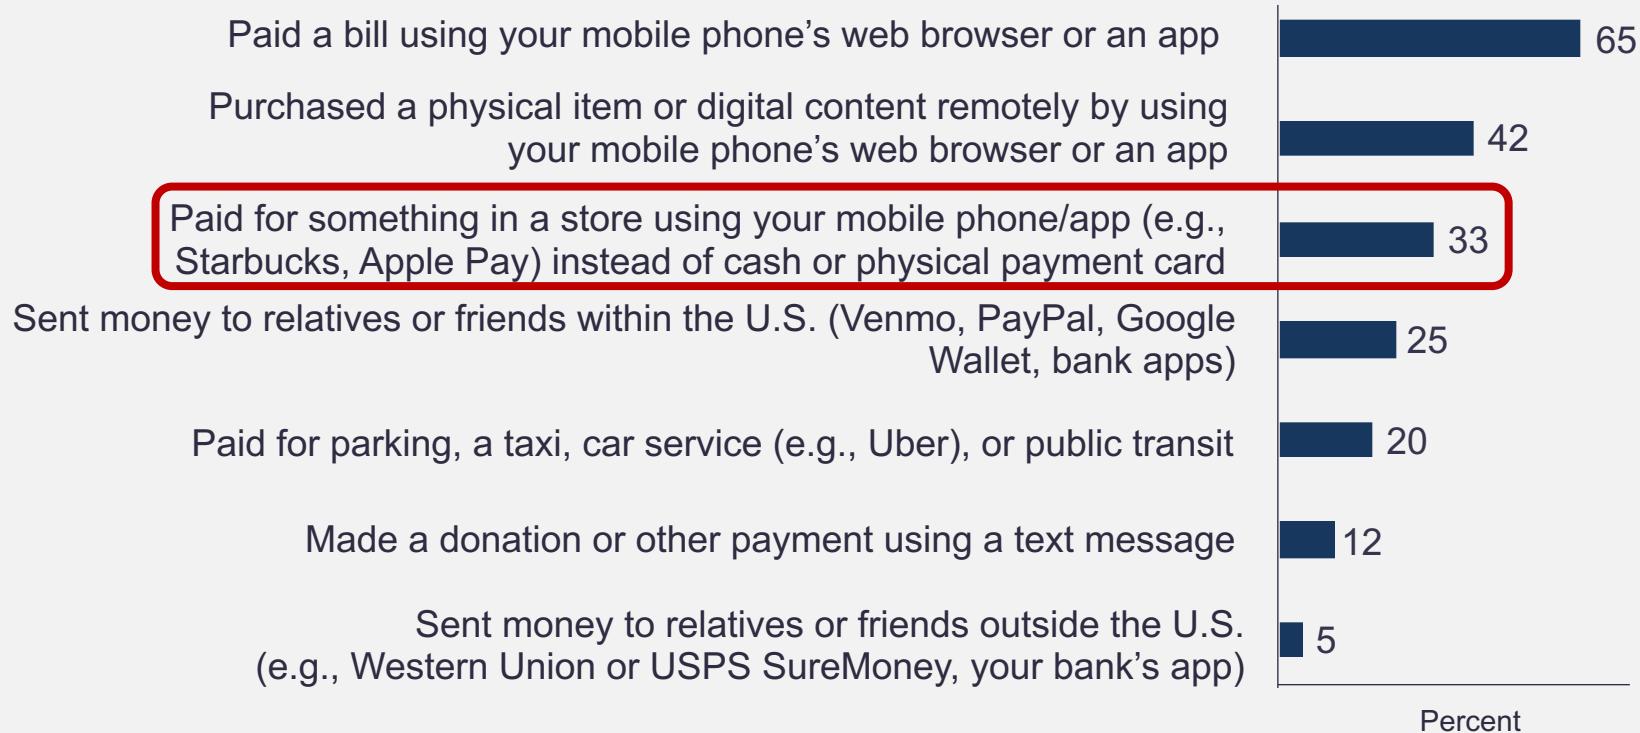 Paid a bill using your mobile phone’s web browser or an app
65
Purchased a physical item or digital content remotely by using
your mobile phone’s web browser or an app
42
Paid for something in a store using your mobile phone/app (e.g.,
Starbucks, Apple Pay) instead of cash or physical payment card
33
Sent money to relatives or friends within the U.S. (Venmo, PayPal, Google
Wallet, bank apps)
25
Paid for parking, a taxi, car service (e.g., Uber), or public transit
20
Made a donation or other payment using a text message
12
Sent money to relatives or friends outside the U.S.
(e.g., Western Union or USPS SureMoney, your bank’s app)
5
Percent